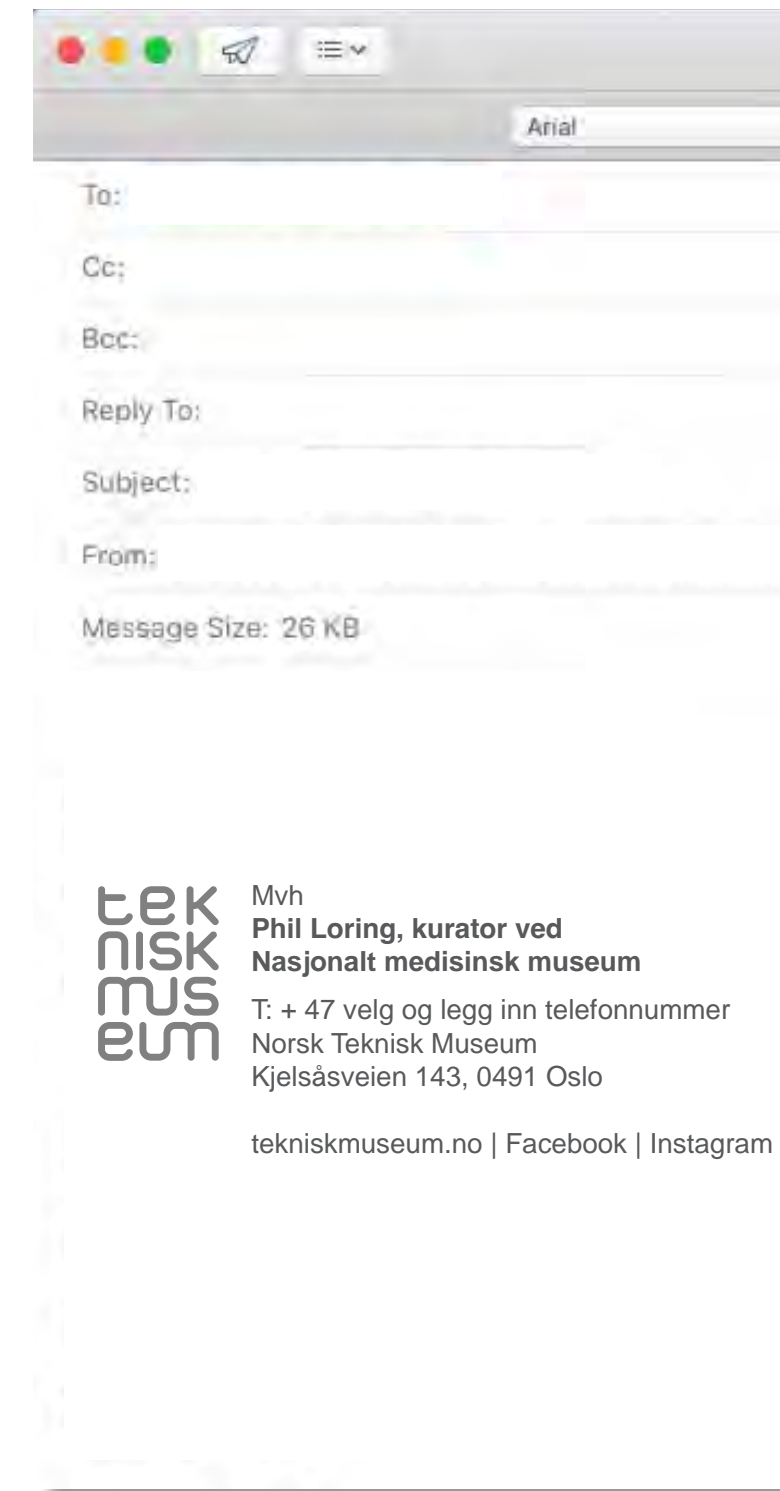 Arial
To:
Cc:
Bcc:
Reply To:
Subject:
From:
Message Size: 26 KB
tek
nisk
mus
eum
Mvh
Phil Loring, kurator ved
Nasjonalt medisinsk museum
T: + 47 velg og legg inn telefonnummer
Norsk Teknisk Museum
Kjelsåsveien 143, 0491 Oslo
tekniskmuseum.no | Facebook | Instagram